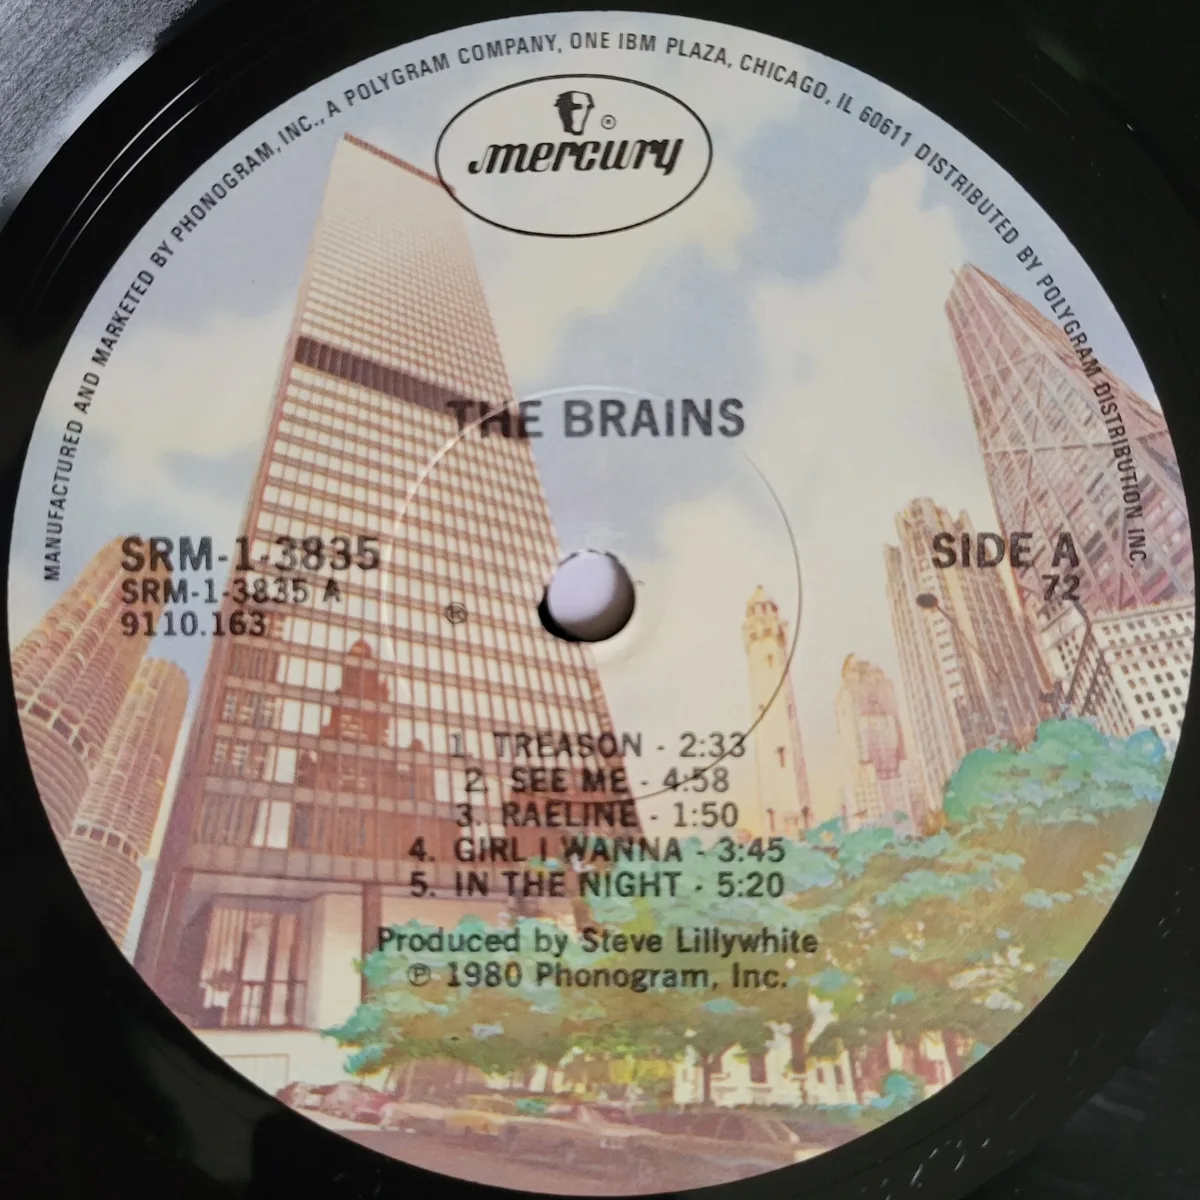 MANUFACTURED AND MARKETED BY PHONOGRAM, INC., A POLYGRAM COMPANY, ONE IBM PLAZA, CHICAGO, IL 60611 DISTRIBUTED BY POLYGRAM DISTRIBUTION INC.
®
mercury
THE BRAINS
SRM-1-3835
SRM-1-3835 A
9110.163
SIDE A
72
℗
1. TREASON - 2:33
2. SEE ME - 4:58
3. RAELINE - 1:50
4. GIRL I WANNA - 3:45
5. IN THE NIGHT - 5:20
Produced by Steve Lillywhite
℗ 1980 Phonogram, Inc.